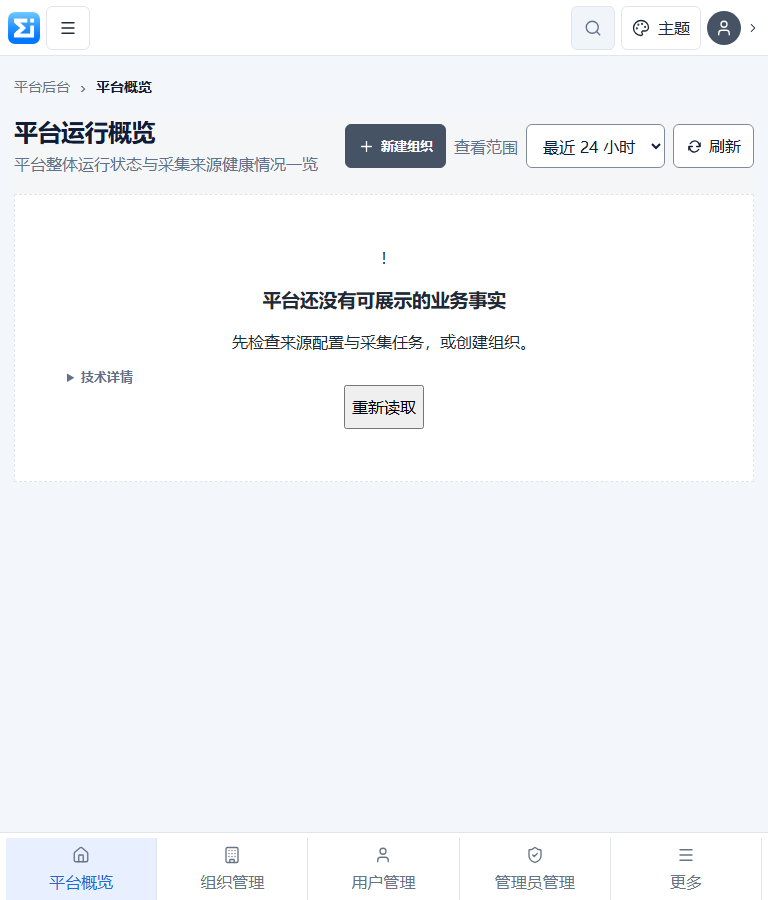 Σi
主题
平台后台 › 平台概览
平台运行概览
平台整体运行状态与采集来源健康情况一览
新建组织
查看范围
最近 24 小时
刷新
!
平台还没有可展示的业务事实
先检查来源配置与采集任务，或创建组织。
技术详情
重新读取
平台概览
组织管理
用户管理
管理员管理
更多